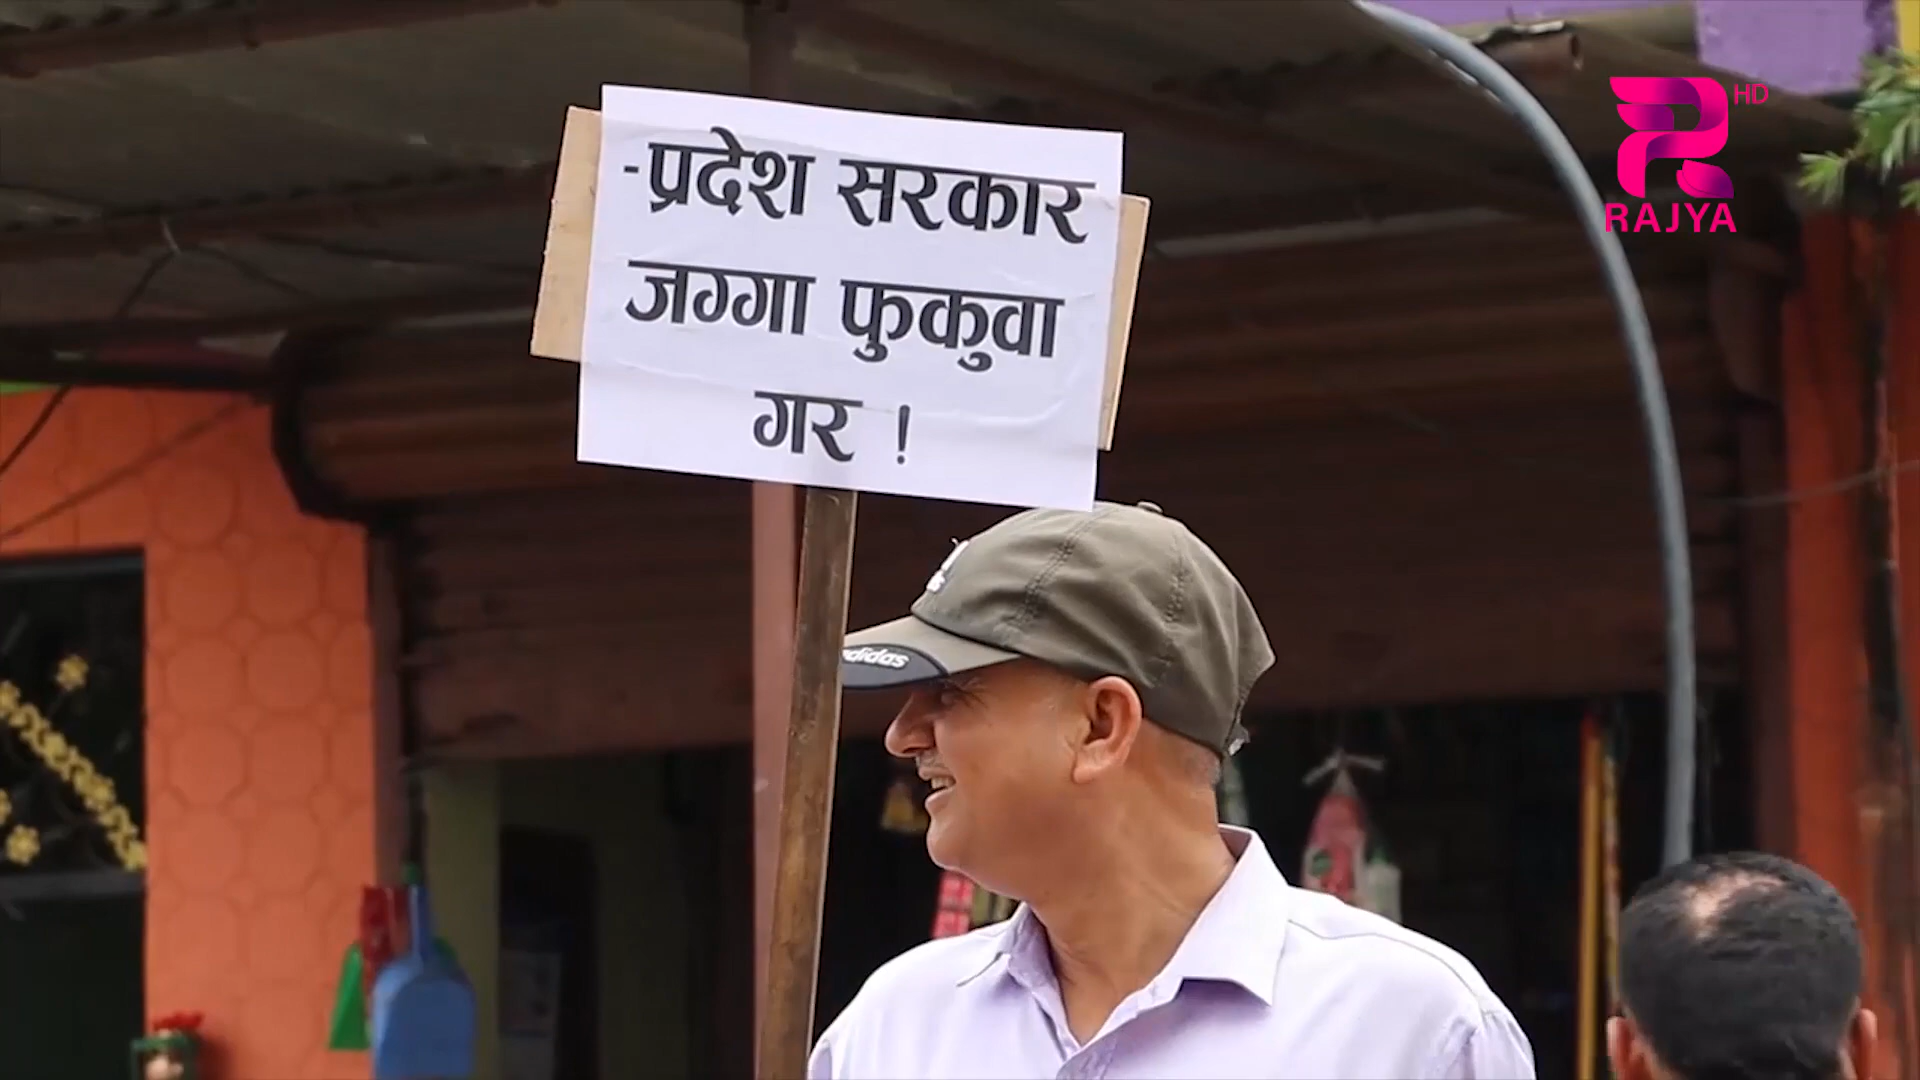 -प्रदेश सरकार
जग्गा फुकुवा
गर !
HD
RAJYA
adidas